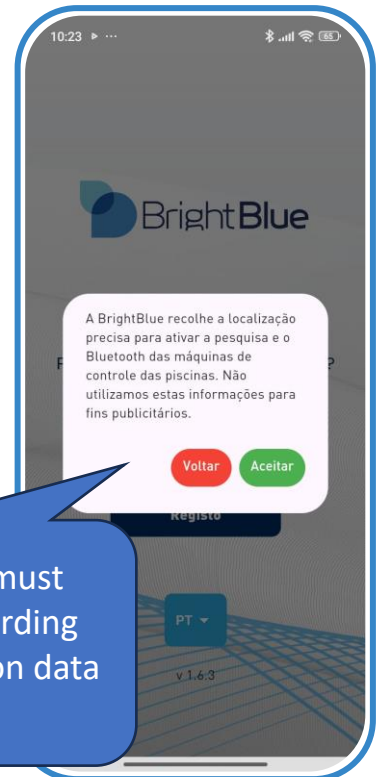 10:23
65
BrightBlue
A BrightBlue recolhe a localização
precisa para ativar a pesquisa e o
Bluetooth das máquinas de
controle das piscinas. Não
utilizamos estas informações para
fins publicitários.
?
Voltar Aceitar
Registo
must
on data
PT
v 1.6.3